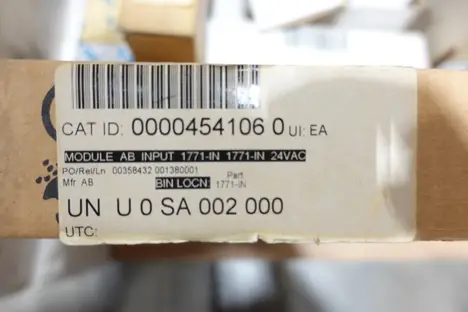 CAT ID: 0000454106 0 UI: EA
MODULE AB INPUT 1771-IN 1771-IN 24VAC
PO/Rel/Ln 00358432 001380001 Part
Mfr AB BIN LOCN: 1771-IN
UN U 0 SA 002 000
UTC: